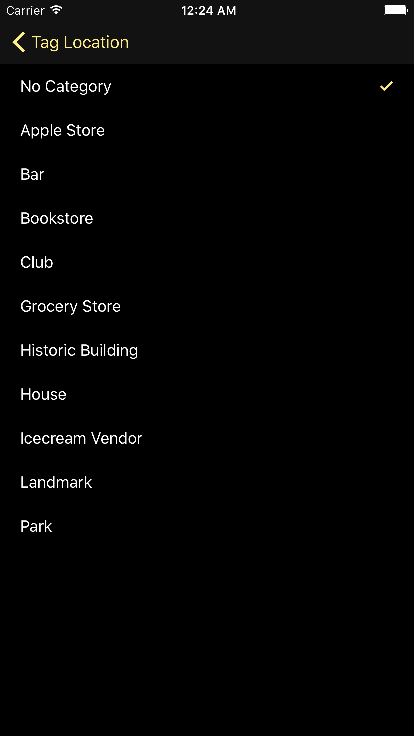 Carrier 12:24 AM
Tag Location
No Category
Apple Store
Bar
Bookstore
Club
Grocery Store
Historic Building
House
Icecream Vendor
Landmark
Park